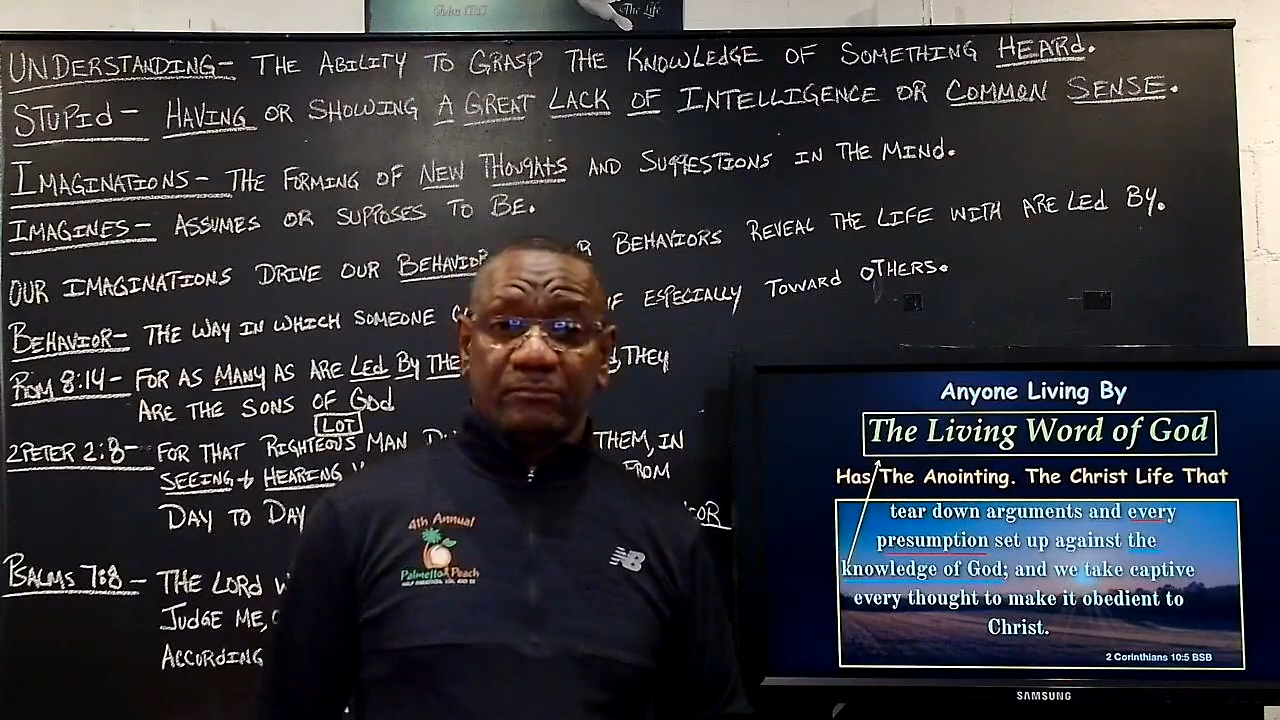 The Life
UNDERSTANDING- THE ABILITY TO GRASP THE KNOWLEDGE OF SOMETHING HEARD.
STUPID- HAVING OR SHOWING A GREAT LACK OF INTELLIGENCE OR COMMON SENSE.
IMAGINATIONS- THE FORMING OF NEW THOUGHTS AND SUGGESTIONS IN THE MIND.
IMAGINES- ASSUMES OR SUPPOSES TO BE.
OUR IMAGINATIONS DRIVE OUR BEHAVIOR BEHAVIORS REVEAL THE LIFE WITH ARE LED BY.
BEHAVIOR- THE WAY IN WHICH SOMEONE ESPECIALLY TOWARD OTHERS.
ROM 8:14- FOR AS MANY AS ARE LED BY THE THEY
ARE THE SONS OF GOD
LOT
2PETER 2:8- FOR THAT RIGHTEOUS MAN THEM, IN
SEEING & HEARING FROM
DAY TO DAY
PSALMS 7:8- THE LORD
JUDGE ME,
ACCORDING
4th Annual
Palmetto Peach
Anyone Living By
The Living Word of God
Has The Anointing. The Christ Life That
tear down arguments and every
presumption set up against the
knowledge of God; and we take captive
every thought to make it obedient to
Christ.
2 Corinthians 10:5 BSB
SAMSUNG